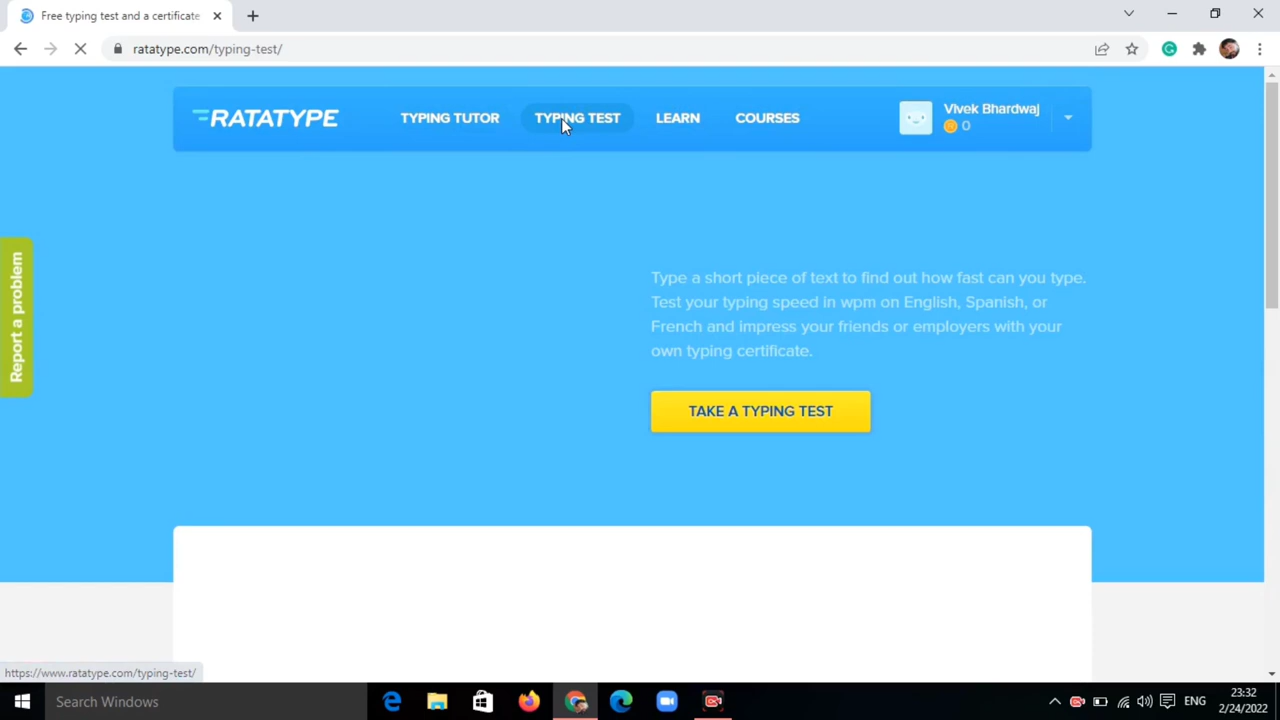 Free typing test and a certificate
ratatype.com/typing-test/
RATATYPE
TYPING TUTOR
TYPING TEST
LEARN
COURSES
Vivek Bhardwaj
0
Report a problem
Type a short piece of text to find out how fast can you type.
Test your typing speed in wpm on English, Spanish, or
French and impress your friends or employers with your
own typing certificate.
TAKE A TYPING TEST
https://www.ratatype.com/typing-test/
Search Windows
ENG
23:32
2/24/2022